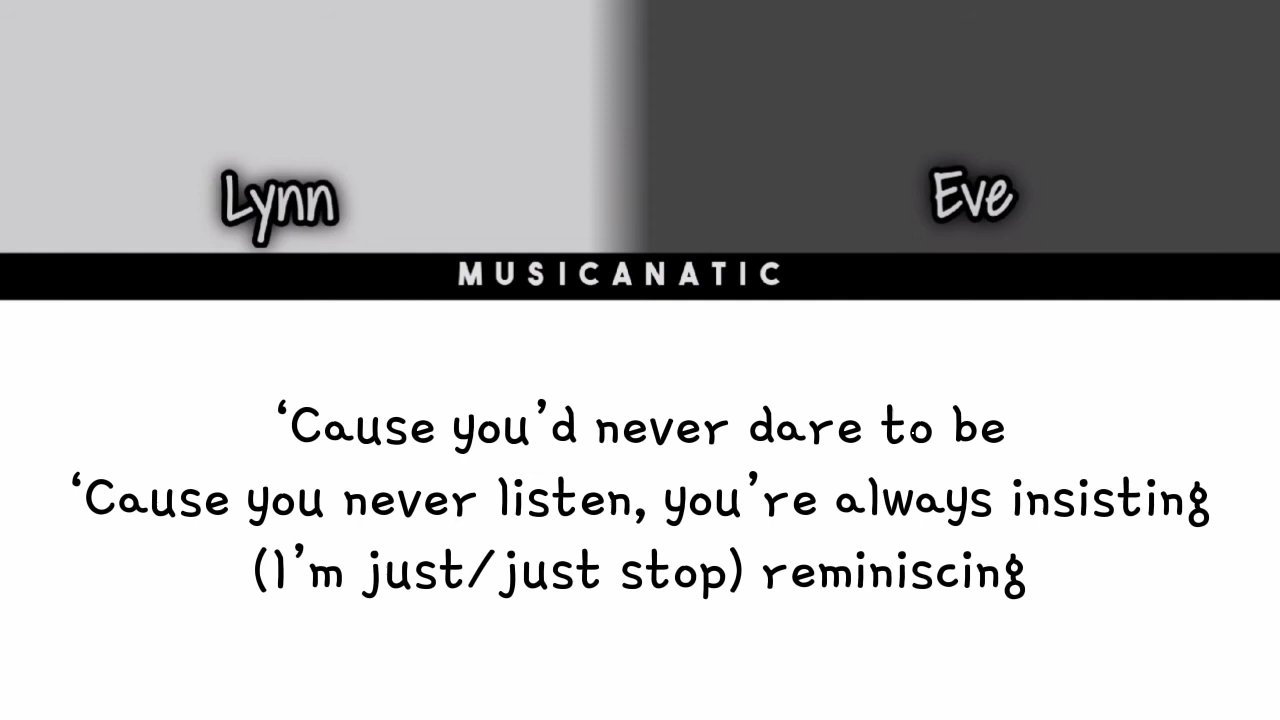 Lynn
Eve
MUSICANATIC
‘Cause you’d never dare to be
‘Cause you never listen, you’re always insisting
(I’m just/just stop) reminiscing